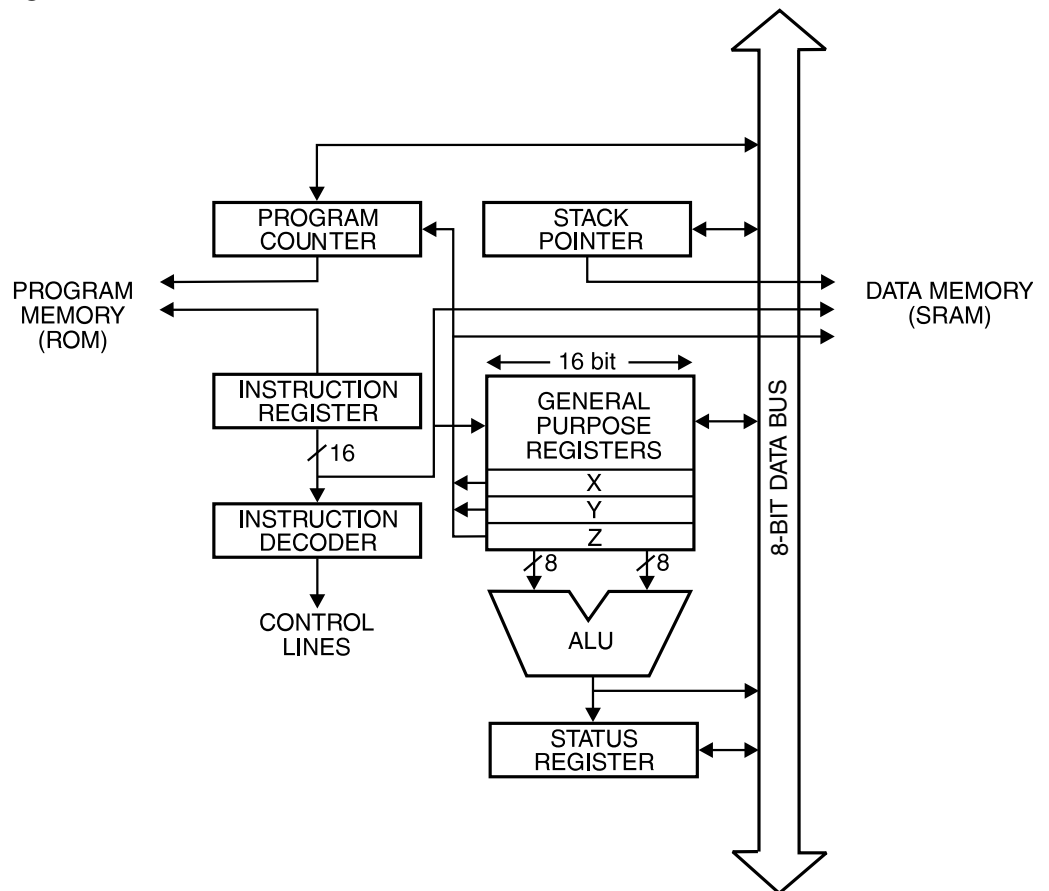 PROGRAM
COUNTER
STACK
POINTER
PROGRAM
MEMORY
(ROM)
DATA MEMORY
(SRAM)
16 bit
INSTRUCTION
REGISTER
GENERAL
PURPOSE
REGISTERS
16
X
Y
Z
INSTRUCTION
DECODER
8
8
CONTROL
LINES
ALU
STATUS
REGISTER
8-BIT DATA BUS